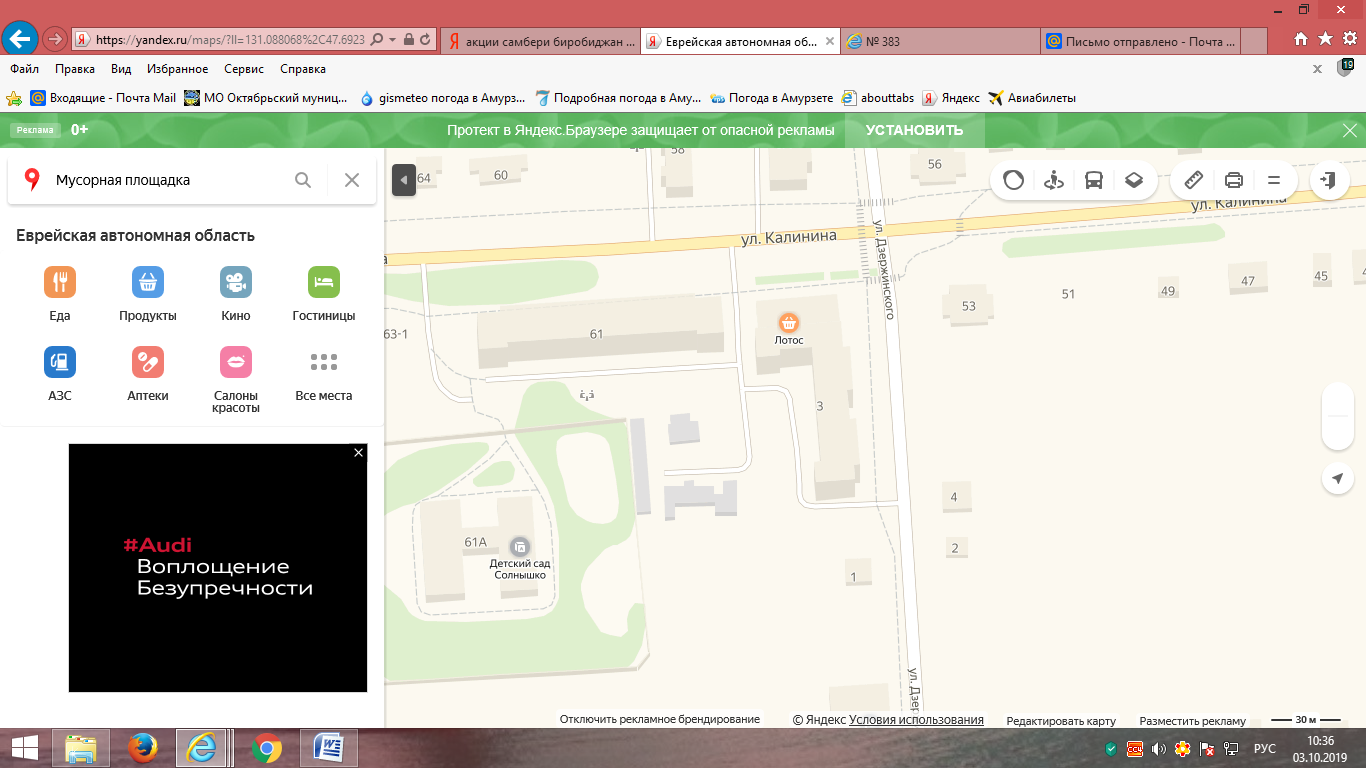 https://yandex.ru/maps/?ll=131.088068%2C47.6923
акции самбери биробиджан ...
Еврейская автономная об...
№ 383
Письмо отправлено - Почта ...
Файл Правка Вид Избранное Сервис Справка
19
Входящие - Почта Mail
МО Октябрьский муниц...
gismeteo погода в Амурз...
Подробная погода в Аму...
Погода в Амурзете
abouttabs
Яндекс
Авиабилеты
Реклама 0+
Протект в Яндекс.Браузере защищает от опасной рекламы
УСТАНОВИТЬ
Мусорная площадка
Еврейская автономная область
Еда Продукты Кино Гостиницы
АЗС Аптеки Салоны
красоты
Все места
#Audi
Воплощение
Безупречности
64
60
58
56
ул. Калинина
ул. Калинина
ул. Дзержинского
63-1
61
Лотос
53
51
49
47
45
3
4
2
1
61А
Детский сад
Солнышко
ул. Дзер
Отключить рекламное брендирование
© Яндекс Условия использования
Редактировать карту
Разместить рекламу
30 м
РУС
10:36
03.10.2019